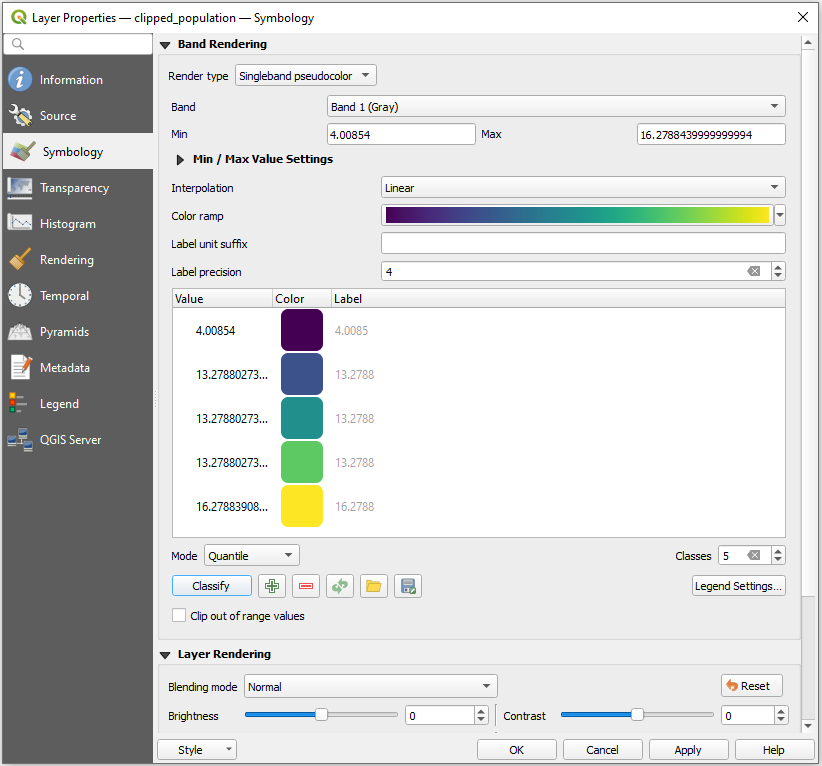 Layer Properties — clipped_population — Symbology
Information
Source
Symbology
Transparency
Histogram
Rendering
Temporal
Pyramids
Metadata
Legend
QGIS Server
Band Rendering
Render type Singleband pseudocolor
Band Band 1 (Gray)
Min 4.00854 Max 16.2788439999999994
Min / Max Value Settings
Interpolation Linear
Color ramp
Label unit suffix
Label precision 4
Value Color Label
4.00854 4.0085
13.27880273... 13.2788
13.27880273... 13.2788
13.27880273... 13.2788
16.27883908... 16.2788
Mode Quantile Classes 5
Classify Legend Settings...
Clip out of range values
Layer Rendering
Blending mode Normal Reset
Brightness 0 Contrast 0
Style OK Cancel Apply Help